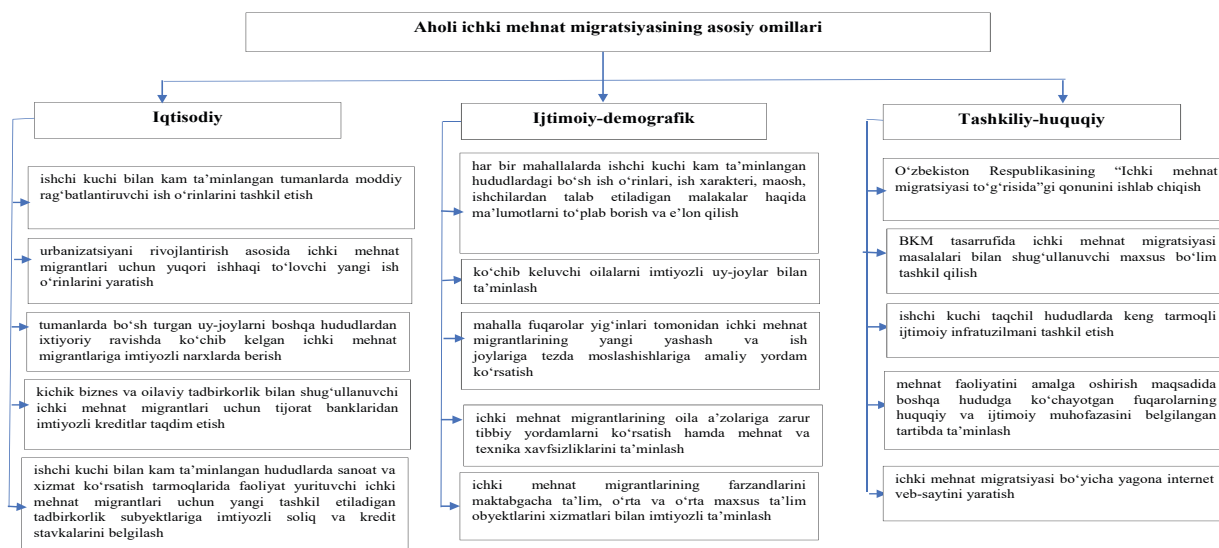 Aholi ichki mehnat migratsiyasining asosiy omillari
Iqtisodiy
ishchi kuchi bilan kam ta’minlangan tumanlarda moddiy
rag‘batlantiruvchi ish o‘rinlarini tashkil etish
urbanizatsiyani rivojlantirish asosida ichki mehnat
migrantlari uchun yuqori ishhaqi to‘lovchi yangi ish
o‘rinlarini yaratish
tumanlarda bo‘sh turgan uy-joylarni boshqa hududlardan
ixtiyoriy ravishda ko‘chib kelgan ichki mehnat
migrantlariga imtiyozli narxlarda berish
kichik biznes va oilaviy tadbirkorlik bilan shug‘ullanuvchi
ichki mehnat migrantlari uchun tijorat banklaridan
imtiyozli kreditlar taqdim etish
ishchi kuchi bilan kam ta’minlangan hududlarda sanoat va
xizmat ko‘rsatish tarmoqlarida faoliyat yurituvchi ichki
mehnat migrantlari uchun yangi tashkil etiladigan
tadbirkorlik subyektlariga imtiyozli soliq va kredit
stavkalarini belgilash
Ijtimoiy-demografik
har bir mahallalarda ishchi kuchi kam ta’minlangan
hududlardagi bo‘sh ish o‘rinlari, ish xarakteri, maosh,
ishchilardan talab etiladigan malakalar haqida
ma’lumotlarni to‘plab borish va e’lon qilish
ko‘chib keluvchi oilalarni imtiyozli uy-joylar bilan
ta’minlash
mahalla fuqarolar yig‘inlari tomonidan ichki mehnat
migrantlarining yangi yashash va ish
joylariga tezda moslashishlariga amaliy yordam
ko‘rsatish
ichki mehnat migrantlarining oila a’zolariga zarur
tibbiy yordamlarni ko‘rsatish hamda mehnat va
texnika xavfsizliklarini ta’minlash
ichki mehnat migrantlarining farzandlarini
maktabgacha ta’lim, o‘rta va o‘rta maxsus ta’lim
obyektlarini xizmatlari bilan imtiyozli ta’minlash
Tashkiliy-huquqiy
O‘zbekiston Respublikasining “Ichki mehnat
migratsiyasi to‘g‘risida”gi qonunini ishlab chiqish
BKM tasarrufida ichki mehnat migratsiyasi
masalalari bilan shug‘ullanuvchi maxsus bo‘lim
tashkil qilish
ishchi kuchi taqchil hududlarda keng tarmoqli
ijtimoiy infratuzilmani tashkil etish
mehnat faoliyatini amalga oshirish maqsadida
boshqa hududga ko‘chayotgan fuqarolarning
huquqiy va ijtimoiy muhofazasini belgilangan
tartibda ta’minlash
ichki mehnat migratsiyasi bo‘yicha yagona internet
veb-saytini yaratish